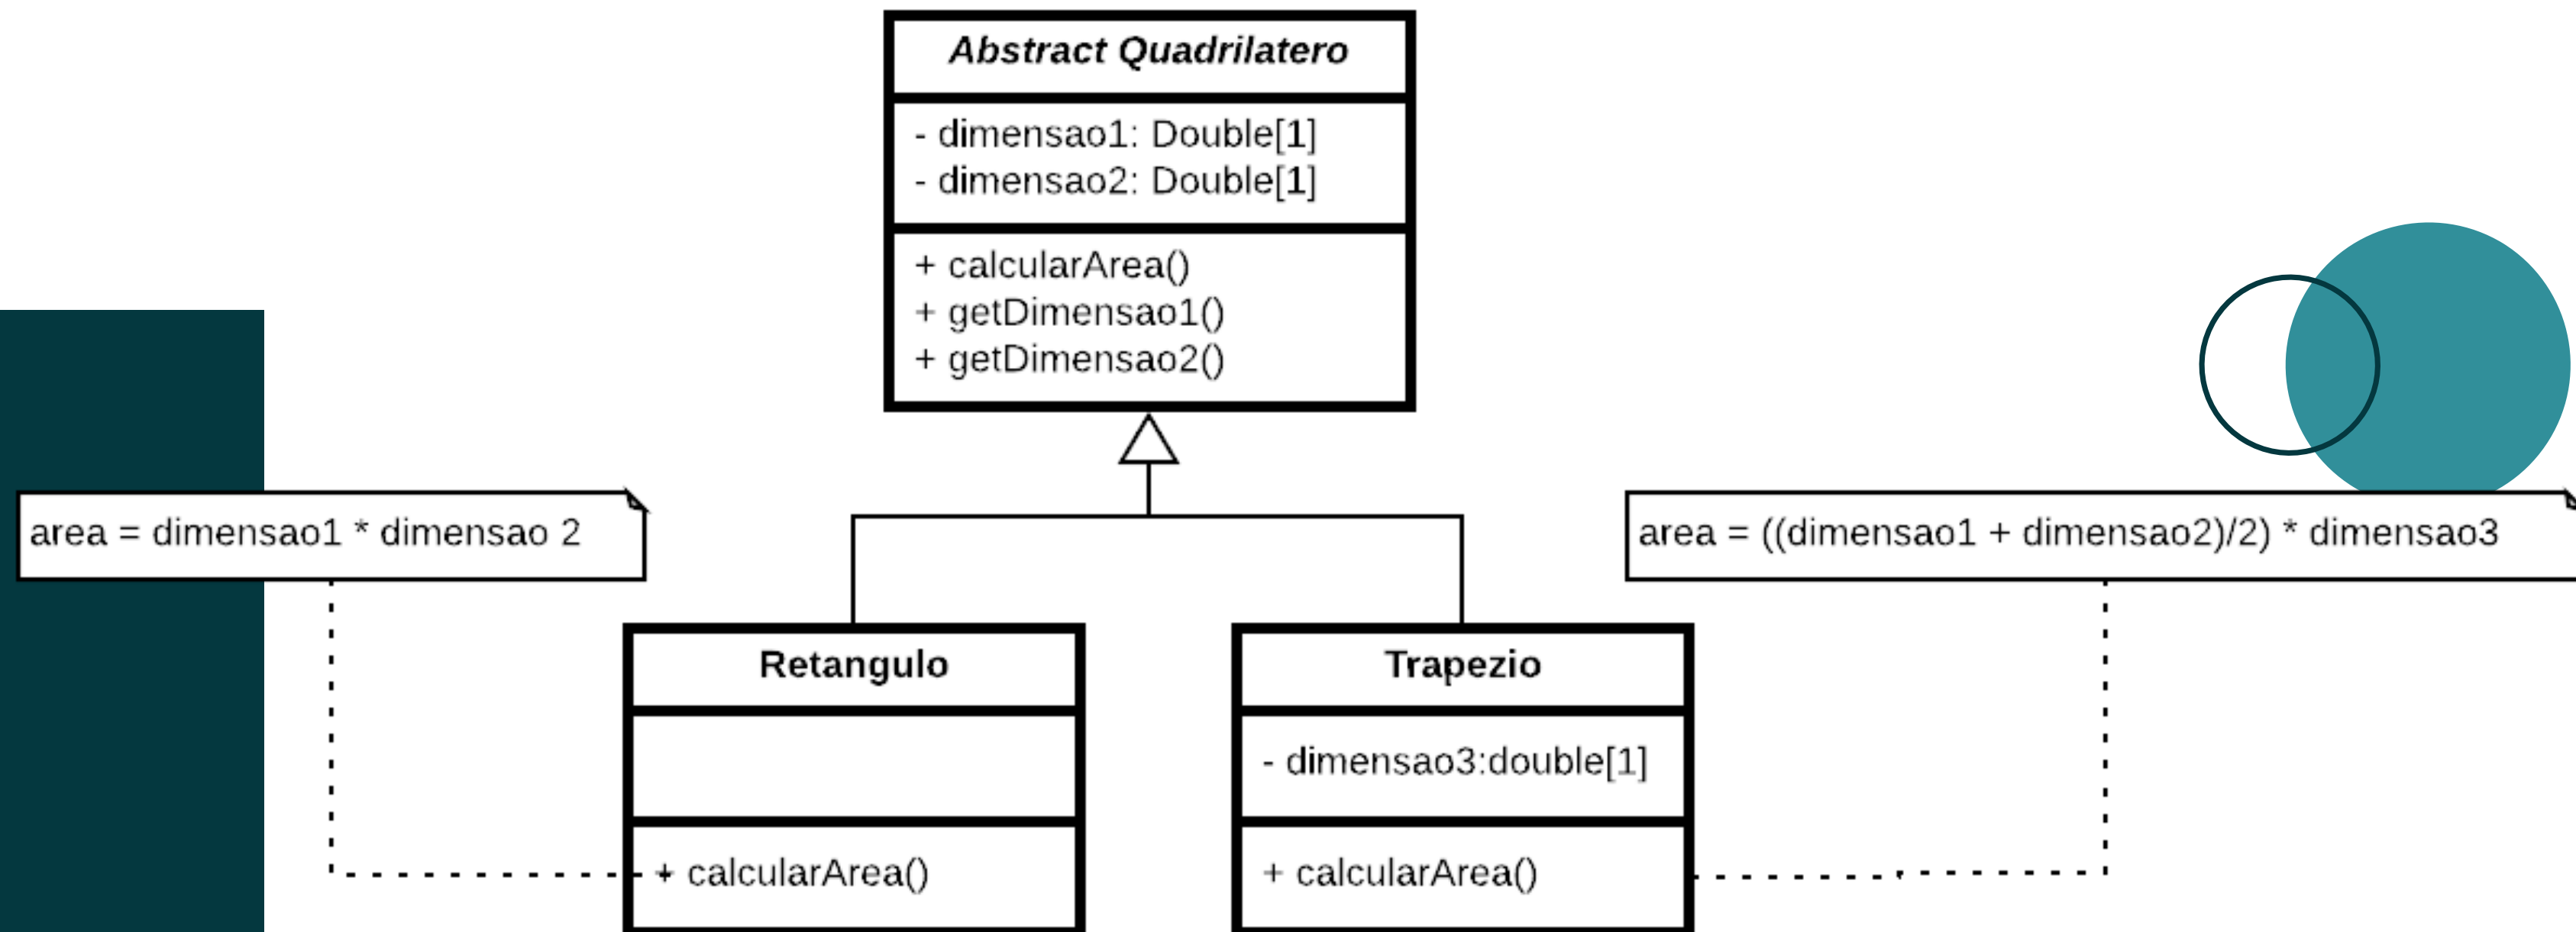 Abstract Quadrilatero
- dimensao1: Double[1]
- dimensao2: Double[1]
+ calcularArea()
+ getDimensao1()
+ getDimensao2()
area = dimensao1 * dimensao 2
area = ((dimensao1 + dimensao2)/2) * dimensao3
Retangulo
+ calcularArea()
Trapezio
- dimensao3:double[1]
+ calcularArea()